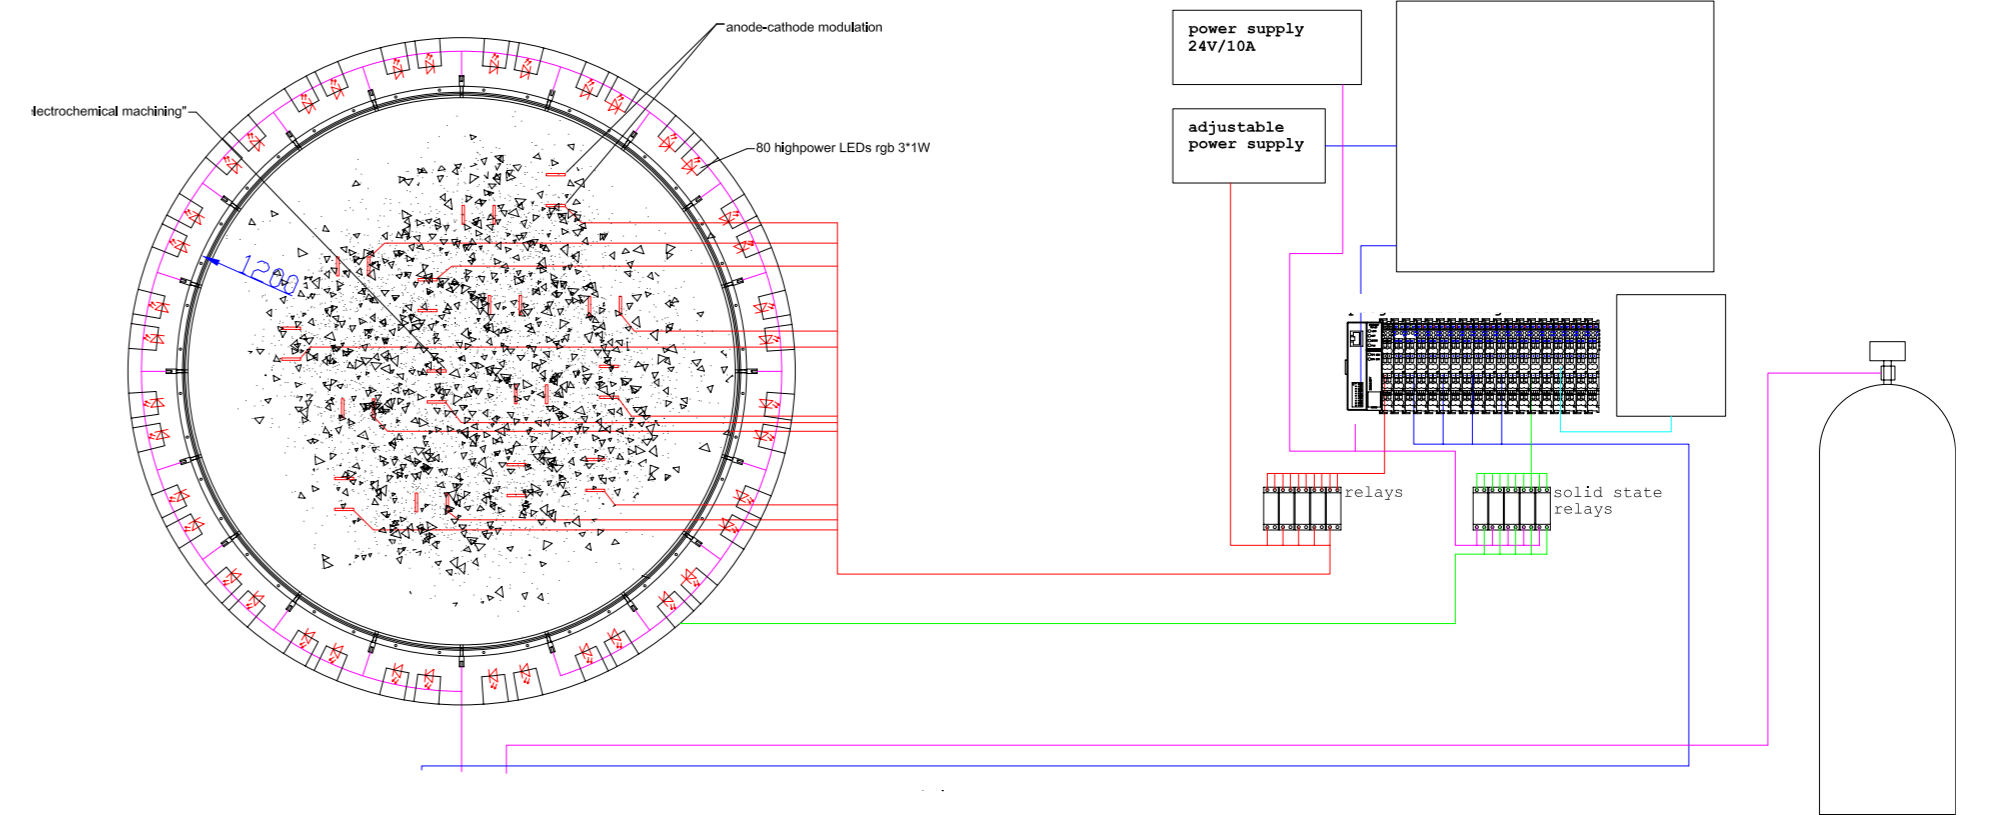 anode-cathode modulation
lectrochemical machining"
80 highpower LEDs rgb 3*1W
1200
power supply
24V/10A
adjustable
power supply
relays
solid state
relays